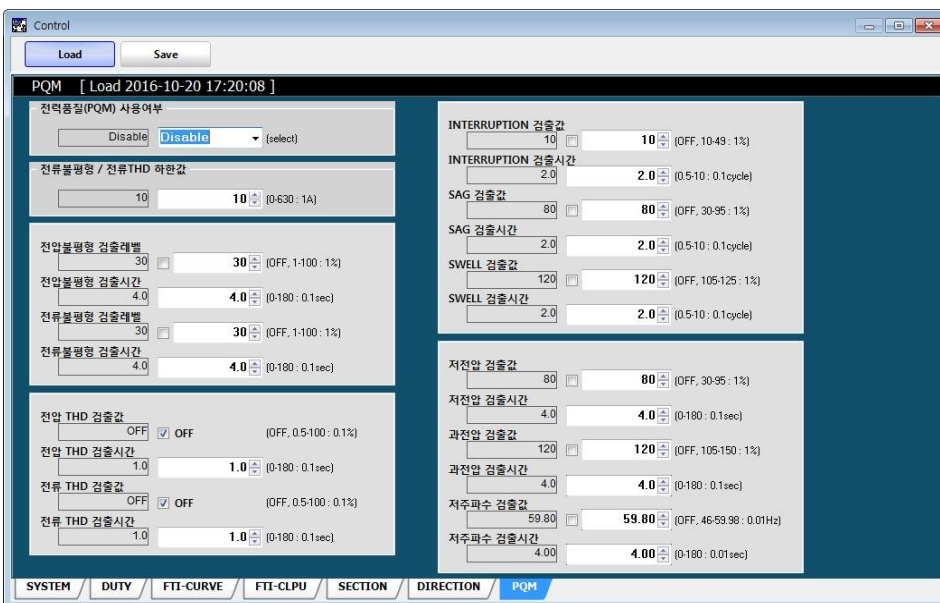 Control
Load Save
PQM [ Load 2016-10-20 17:20:08 ]
전력품질(PQM) 사용여부
Disable Disable (select)
전류불평형 / 전류THD 하한값
10 10 (0-630 : 1A)
전압불평형 검출레벨
30 30 (OFF, 1-100 : 1%)
전압불평형 검출시간
4.0 4.0 (0-180 : 0.1sec)
전류불평형 검출레벨
30 30 (OFF, 1-100 : 1%)
전류불평형 검출시간
4.0 4.0 (0-180 : 0.1sec)
전압 THD 검출값
OFF OFF (OFF, 0.5-100 : 0.1%)
전압 THD 검출시간
1.0 1.0 (0-180 : 0.1sec)
전류 THD 검출값
OFF OFF (OFF, 0.5-100 : 0.1%)
전류 THD 검출시간
1.0 1.0 (0-180 : 0.1sec)
INTERRUPTION 검출값
10 10 (OFF, 10-49 : 1%)
INTERRUPTION 검출시간
2.0 2.0 (0.5-10 : 0.1cycle)
SAG 검출값
80 80 (OFF, 30-95 : 1%)
SAG 검출시간
2.0 2.0 (0.5-10 : 0.1cycle)
SWELL 검출값
120 120 (OFF, 105-125 : 1%)
SWELL 검출시간
2.0 2.0 (0.5-10 : 0.1cycle)
저전압 검출값
80 80 (OFF, 30-95 : 1%)
저전압 검출시간
4.0 4.0 (0-180 : 0.1sec)
과전압 검출값
120 120 (OFF, 105-150 : 1%)
과전압 검출시간
4.0 4.0 (0-180 : 0.1sec)
저주파수 검출값
59.80 59.80 (OFF, 46-59.98 : 0.01Hz)
저주파수 검출시간
4.00 4.00 (0-180 : 0.01sec)
SYSTEM DUTY FTI-CURVE FTI-CLPU SECTION DIRECTION PQM